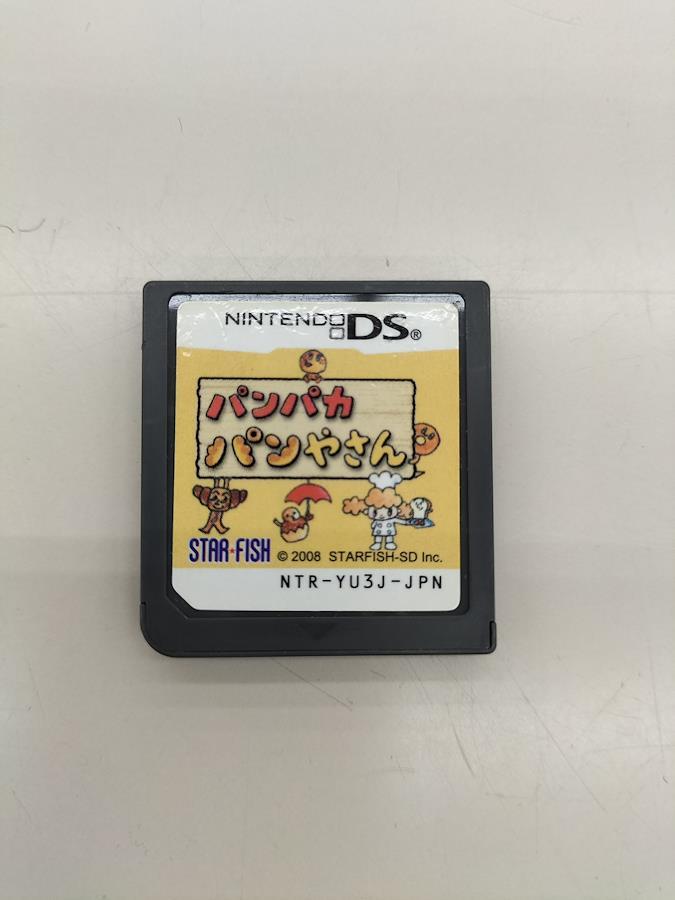 NINTENDO DS®
パンパカ
パンやさん
STAR★FISH © 2008 STARFISH-SD Inc.
NTR-YU3J-JPN